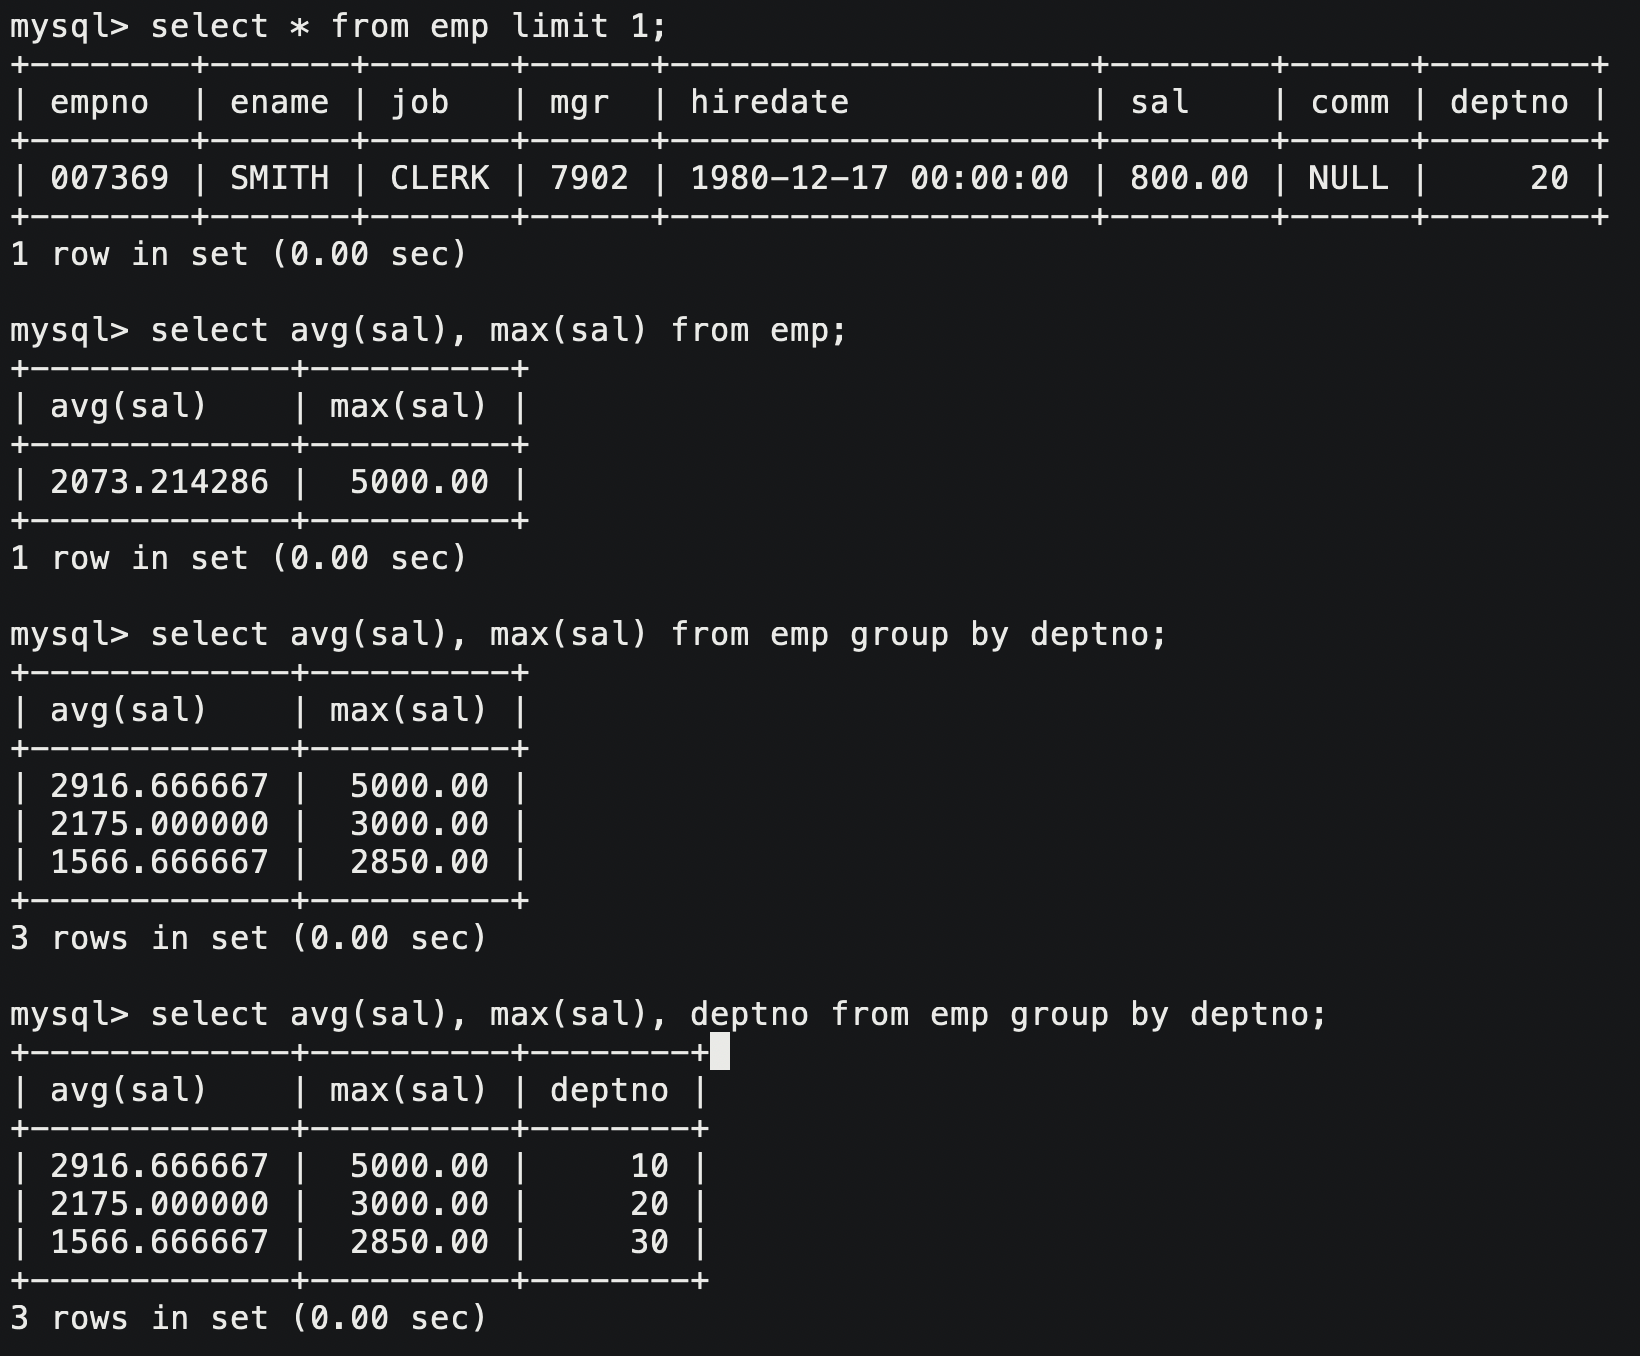 mysql> select * from emp limit 1;
+--------+-------+-------+------+---------------------+--------+------+--------+
| empno  | ename | job   | mgr  | hiredate            | sal    | comm | deptno |
+--------+-------+-------+------+---------------------+--------+------+--------+
| 007369 | SMITH | CLERK | 7902 | 1980-12-17 00:00:00 | 800.00 | NULL |     20 |
+--------+-------+-------+------+---------------------+--------+------+--------+
1 row in set (0.00 sec)

mysql> select avg(sal), max(sal) from emp;
+-------------+----------+
| avg(sal)    | max(sal) |
+-------------+----------+
| 2073.214286 |  5000.00 |
+-------------+----------+
1 row in set (0.00 sec)

mysql> select avg(sal), max(sal) from emp group by deptno;
+-------------+----------+
| avg(sal)    | max(sal) |
+-------------+----------+
| 2916.666667 |  5000.00 |
| 2175.000000 |  3000.00 |
| 1566.666667 |  2850.00 |
+-------------+----------+
3 rows in set (0.00 sec)

mysql> select avg(sal), max(sal), deptno from emp group by deptno;
+-------------+----------+--------+
| avg(sal)    | max(sal) | deptno |
+-------------+----------+--------+
| 2916.666667 |  5000.00 |     10 |
| 2175.000000 |  3000.00 |     20 |
| 1566.666667 |  2850.00 |     30 |
+-------------+----------+--------+
3 rows in set (0.00 sec)